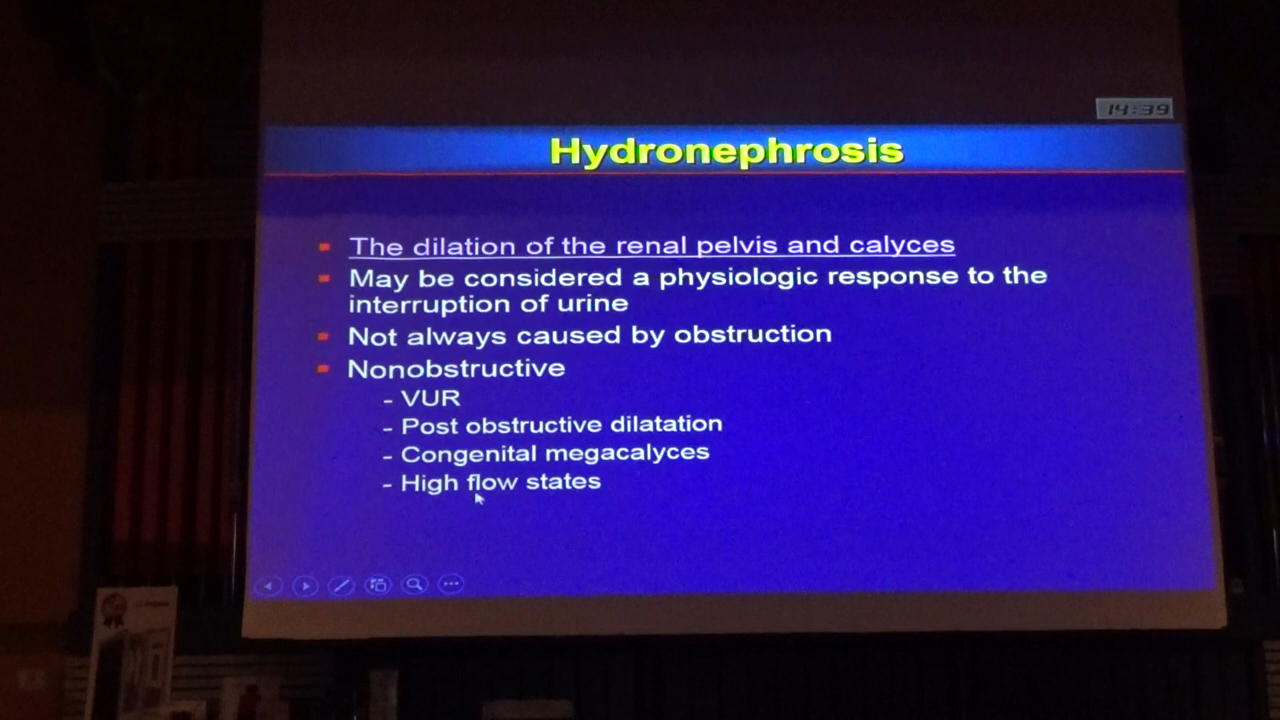 14:39
Hydronephrosis
The dilation of the renal pelvis and calyces
May be considered a physiologic response to the
interruption of urine
Not always caused by obstruction
Nonobstructive
- VUR
- Post obstructive dilatation
- Congenital megacalyces
- High flow states